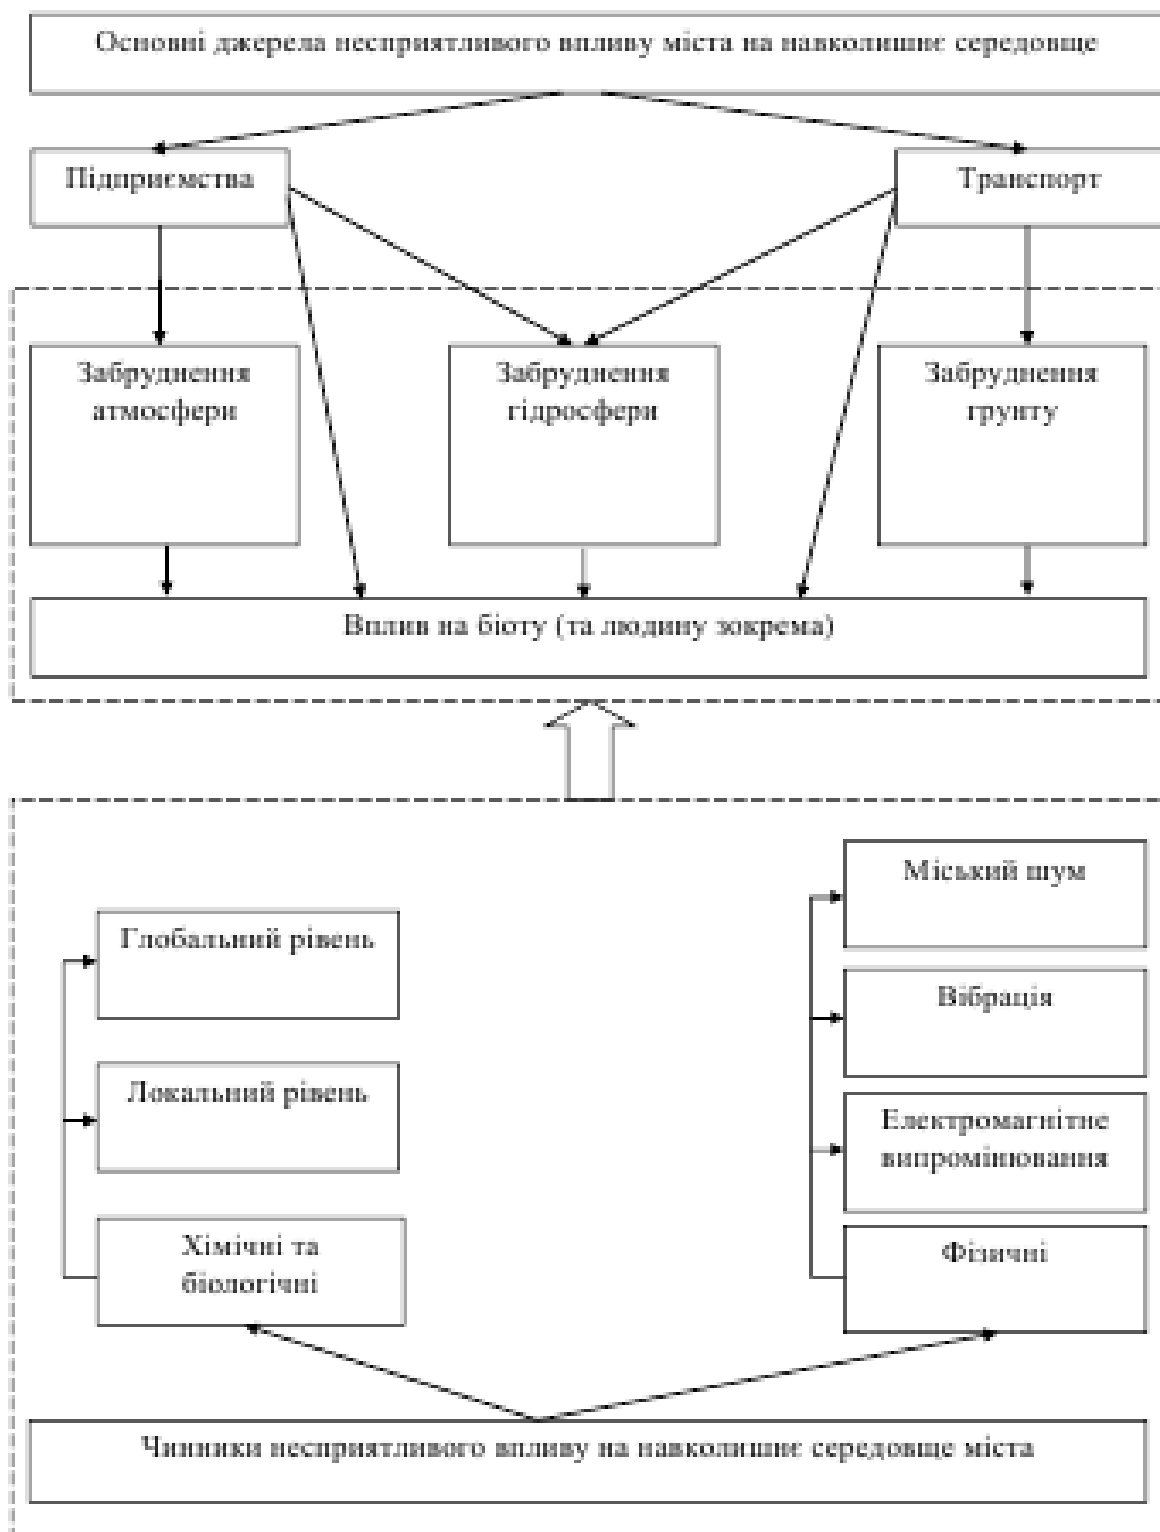 Основні джерела несприятливого впливу міста на навколишнє середовще
Підприємства
Транспорт
Забруднення
атмосфери
Забруднення
гідросфери
Забруднення
грунту
Вплив на біоту (та людину зокрема)
Міський шум
Глобальний рівень
Вібрація
Локальний рівень
Електромагнітне
випромінювання
Хімічні та
біологічні
Фізичні
Чинники несприятливого впливу на навколишнє середовще міста